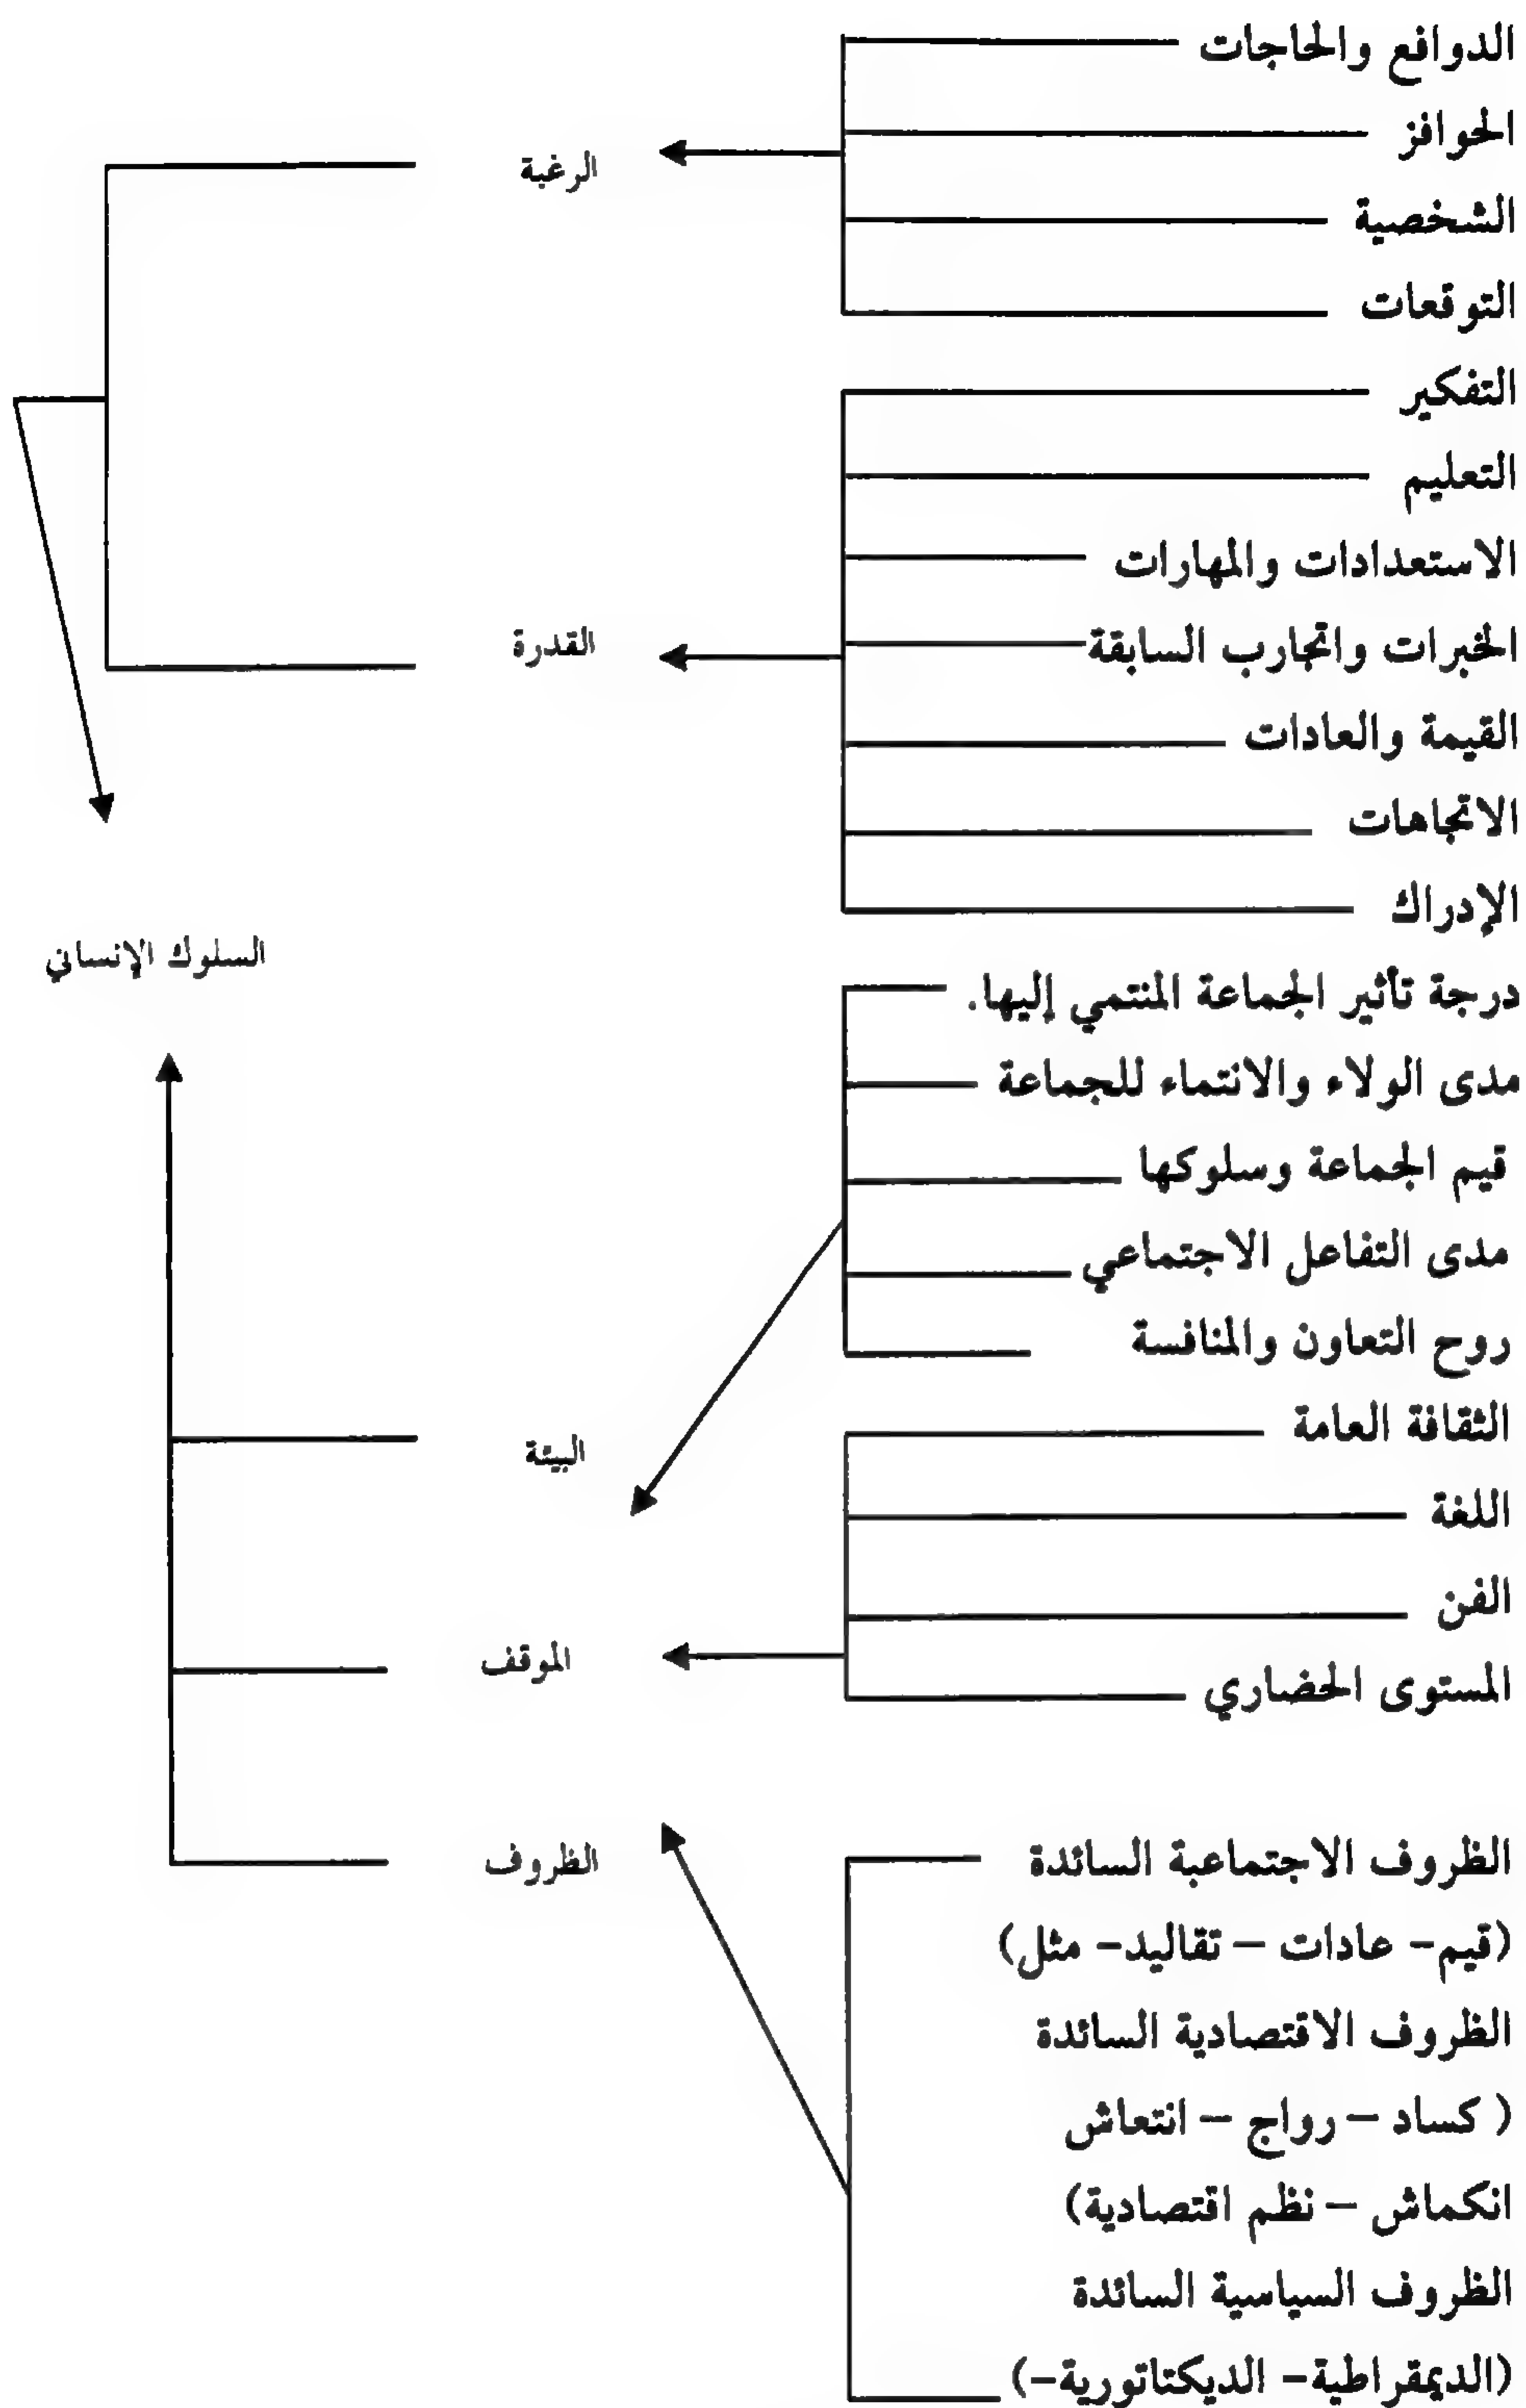 الدوافع والحاجات
الحوافز
الشخصية
التوقعات
الرغبة
التفكير
التعليم
الاستعدادات والمهارات
الخبرات واتجارب السابقة
القيمة والعادات
الاتجاهات
الإدراك
القدرة
السلوك الإنساني
درجة تأثير الجماعة المنتمي إليها.
مدى الولاء والانتماء للجماعة
قيم الجماعة وسلوكها
مدى التفاعل الاجتماعي
روح التعاون والمنافسة
البيئة
الثقافة العامة
اللغة
الفن
المستوى الحضاري
الموقف
الظروف
الظروف الاجتماعية السائدة
(قيم- عادات – تقاليد- مثل)
الظروف الاقتصادية السائدة
( كساد – رواج – انتعاش
انكماش – نظم اقتصادية)
الظروف السياسية السائدة
(الديمقراطية- الديكتاتورية-)